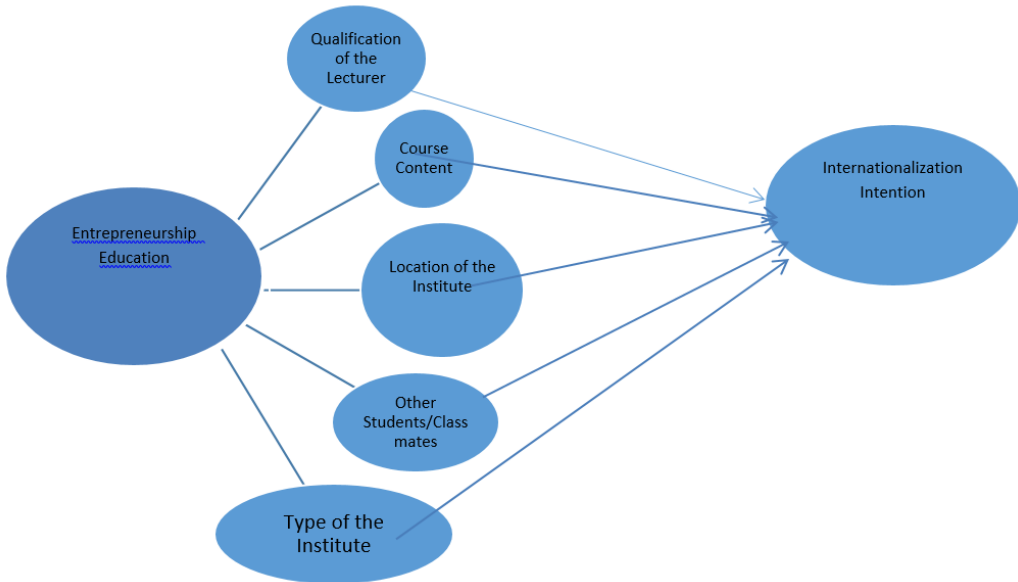 Qualification
of the
Lecturer
Course
Content
Internationalization
Intention
Entrepreneurship
Education
Location of the
Institute
Other
Students/Class
mates
Type of the
Institute